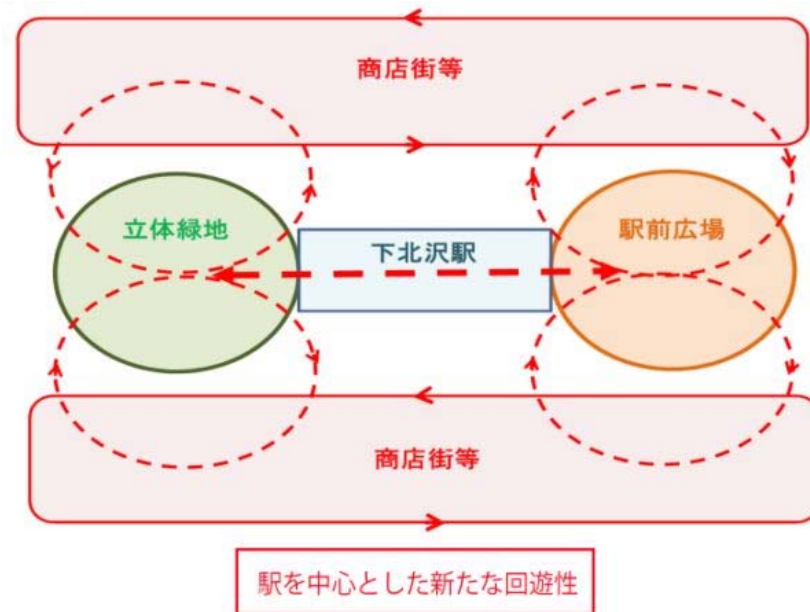 商店街等
立体緑地
下北沢駅
駅前広場
商店街等
駅を中心とした新たな回遊性